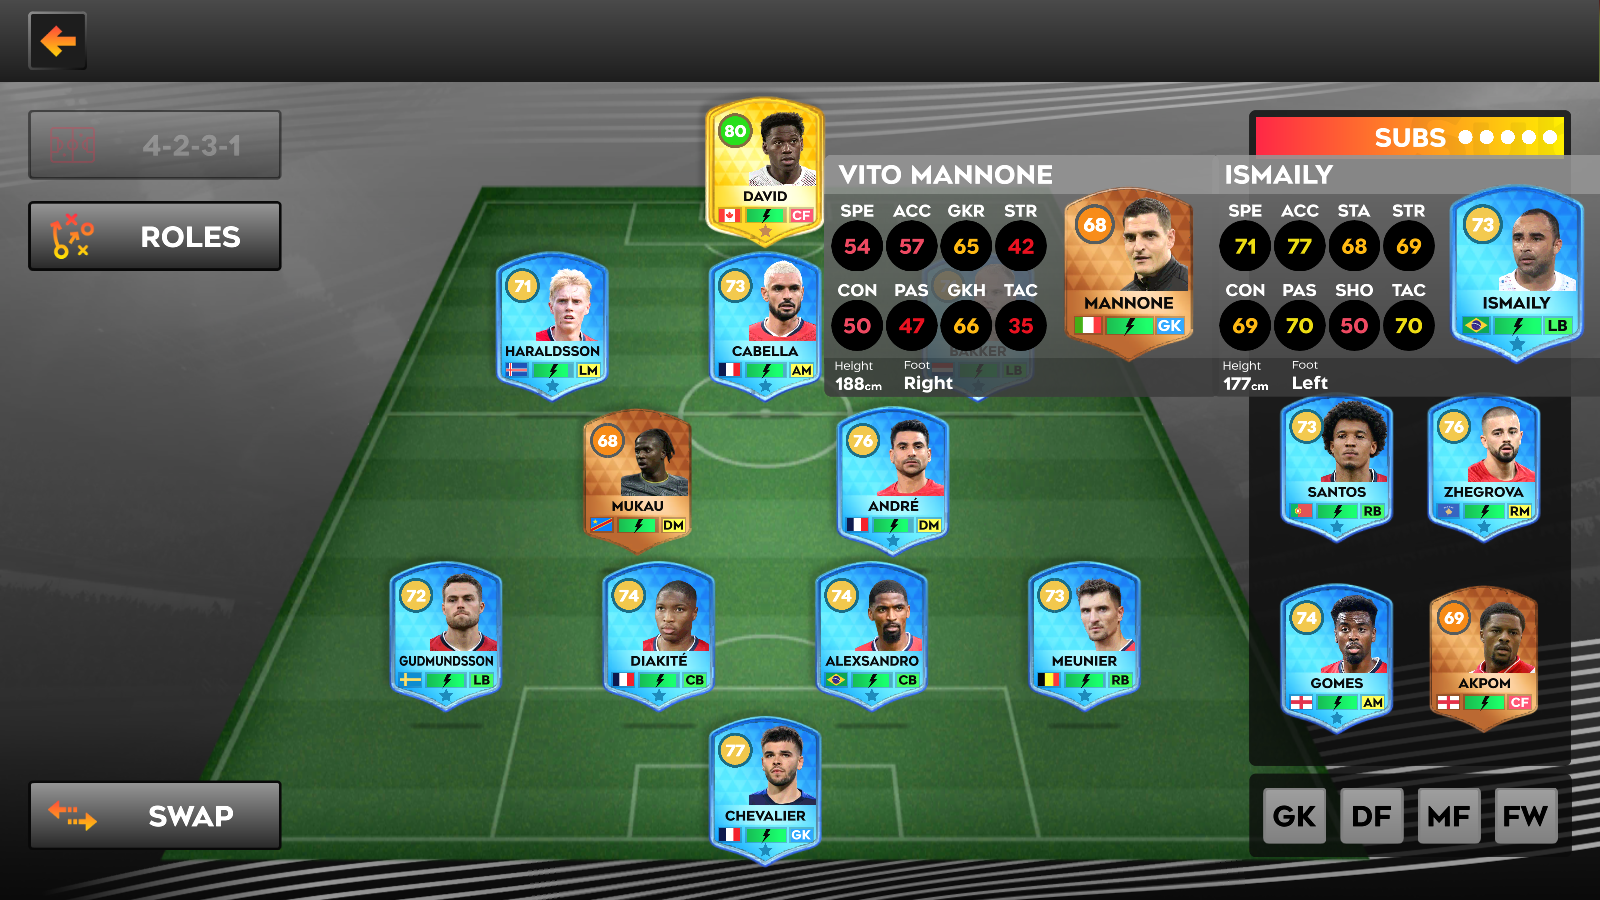 4-2-3-1
ROLES
SWAP
80
DAVID
CF
71
HARALDSSON
LM
73
CABELLA
AM
BAKKER
LB
68
MUKAU
DM
76
ANDRÉ
DM
72
GUDMUNDSSON
LB
74
DIAKITÉ
CB
74
ALEXSANDRO
CB
73
MEUNIER
RB
77
CHEVALIER
GK
VITO MANNONE
SPE ACC GKR STR
54 57 65 42
CON PAS GKH TAC
50 47 66 35
Height Foot
188cm Right
68
MANNONE
GK
ISMAILY
SPE ACC STA STR
71 77 68 69
CON PAS SHO TAC
69 70 50 70
Height Foot
177cm Left
73
ISMAILY
LB
SUBS
73
SANTOS
RB
76
ZHEGROVA
RM
74
GOMES
AM
69
AKPOM
CF
GK DF MF FW